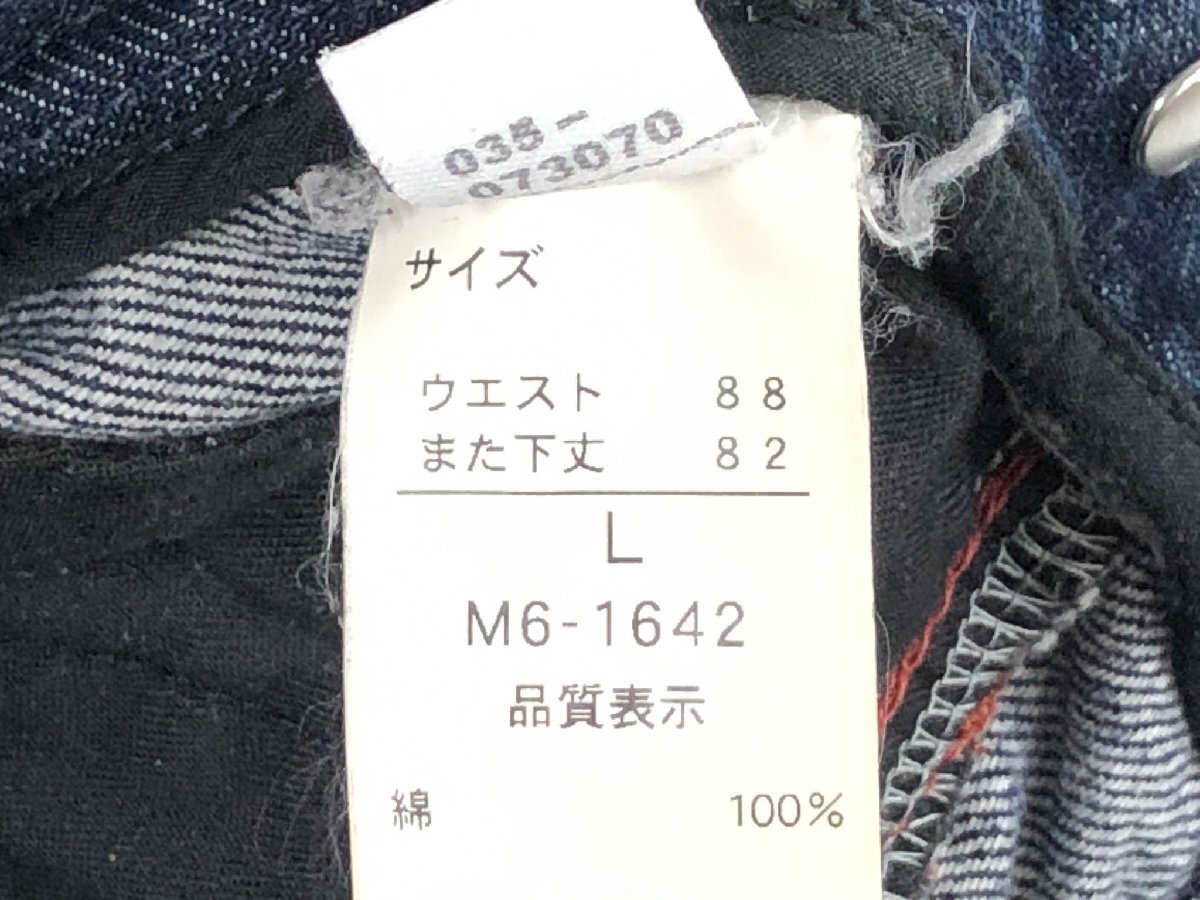 035-
073070
サイズ
ウエスト 88
また下丈 82
L
M6-1642
品質表示
綿 100%